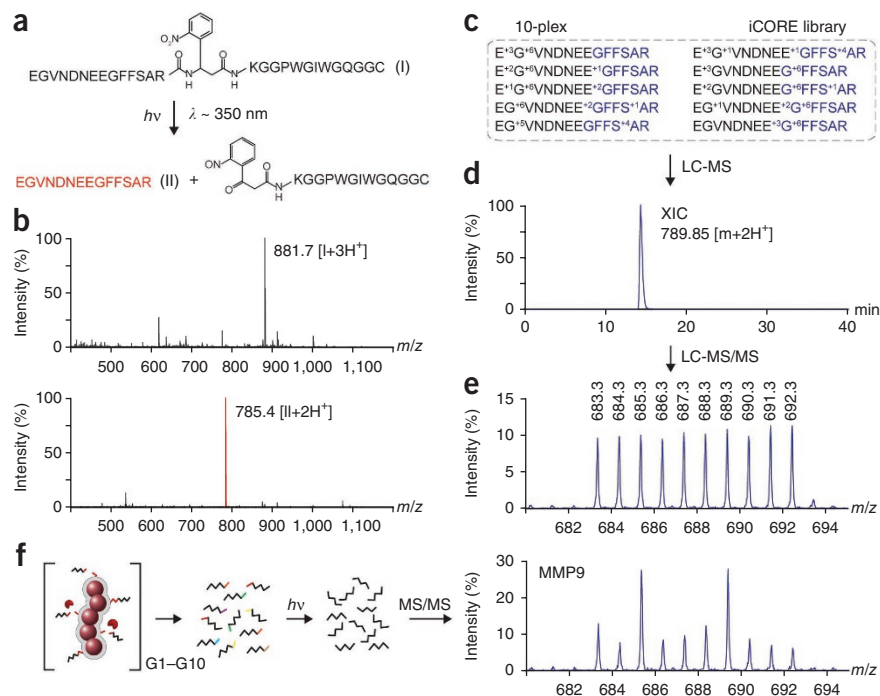 a
O₂N
O
O
N
H
N
H
EGVNDNEEGFFSAR
KGGPWGIWGQGGC (I)
hν
λ ~ 350 nm
ON
O
O
N
H
EGVNDNEEGFFSAR (II) +
KGGPWGIWGQGGC
b
Intensity (%)
100
50
0
881.7 [I+3H⁺]
500 600 700 800 900 1,000 1,100 m/z
Intensity (%)
100
50
0
785.4 [II+2H⁺]
500 600 700 800 900 1,000 1,100 m/z
c
10-plex iCORE library
E⁺³G⁺⁶VNDNEEGFFSAR E⁺³G⁺¹VNDNEE⁺¹GFFS⁺⁴AR
E⁺²G⁺⁶VNDNEE⁺¹GFFSAR E⁺³GVNDNEEG⁺⁶FFSAR
E⁺¹G⁺⁶VNDNEE⁺²GFFSAR E⁺²GVNDNEEG⁺⁶FFS⁺¹AR
EG⁺⁶VNDNEE⁺²GFFS⁺¹AR EG⁺¹VNDNEE⁺²G⁺⁶FFSAR
EG⁺⁵VNDNEEGFFS⁺⁴AR EGVNDNEE⁺³G⁺⁶FFSAR
LC-MS
d
Intensity (%)
100
50
0
XIC
789.85 [m+2H⁺]
0 10 20 30 40 min
LC-MS/MS
e
Intensity (%)
15
10
5
0
683.3 684.3 685.3 686.3 687.3 688.3 689.3 690.3 691.3 692.3
682 684 686 688 690 692 694 m/z
Intensity (%)
30
20
10
0
MMP9
682 684 686 688 690 692 694 m/z
f
G1–G10
hν
MS/MS